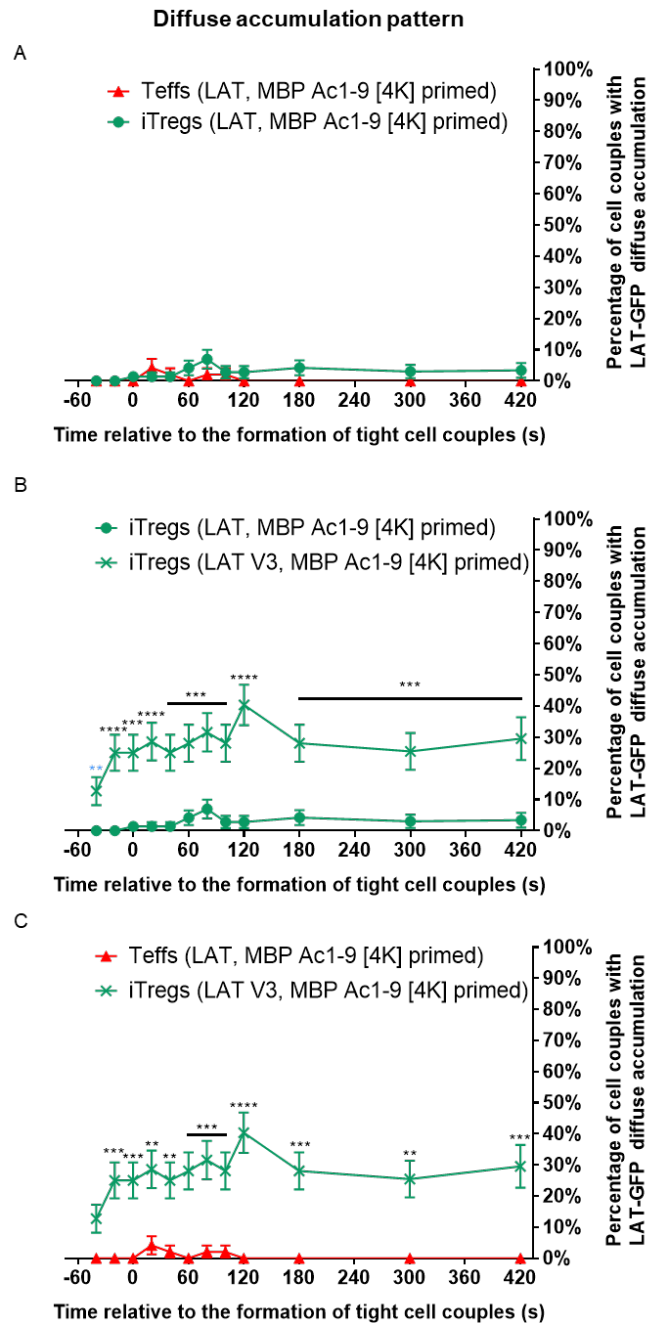 Diffuse accumulation pattern
A
Teffs (LAT, MBP Ac1-9 [4K] primed)
iTregs (LAT, MBP Ac1-9 [4K] primed)
100%
90%
80%
70%
60%
50%
40%
30%
20%
10%
0%
Percentage of cell couples with
LAT-GFP diffuse accumulation
-60 0 60 120 180 240 300 360 420
Time relative to the formation of tight cell couples (s)
B
iTregs (LAT, MBP Ac1-9 [4K] primed)
iTregs (LAT V3, MBP Ac1-9 [4K] primed)
100%
90%
80%
70%
60%
50%
40%
30%
20%
10%
0%
Percentage of cell couples with
LAT-GFP diffuse accumulation
** **** *** **** *** **** ***
-60 0 60 120 180 240 300 360 420
Time relative to the formation of tight cell couples (s)
C
Teffs (LAT, MBP Ac1-9 [4K] primed)
iTregs (LAT V3, MBP Ac1-9 [4K] primed)
100%
90%
80%
70%
60%
50%
40%
30%
20%
10%
0%
Percentage of cell couples with
LAT-GFP diffuse accumulation
*** *** ** ** *** **** *** ** ***
-60 0 60 120 180 240 300 360 420
Time relative to the formation of tight cell couples (s)